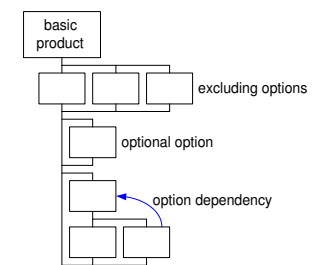 basic
product
excluding options
optional option
option dependency